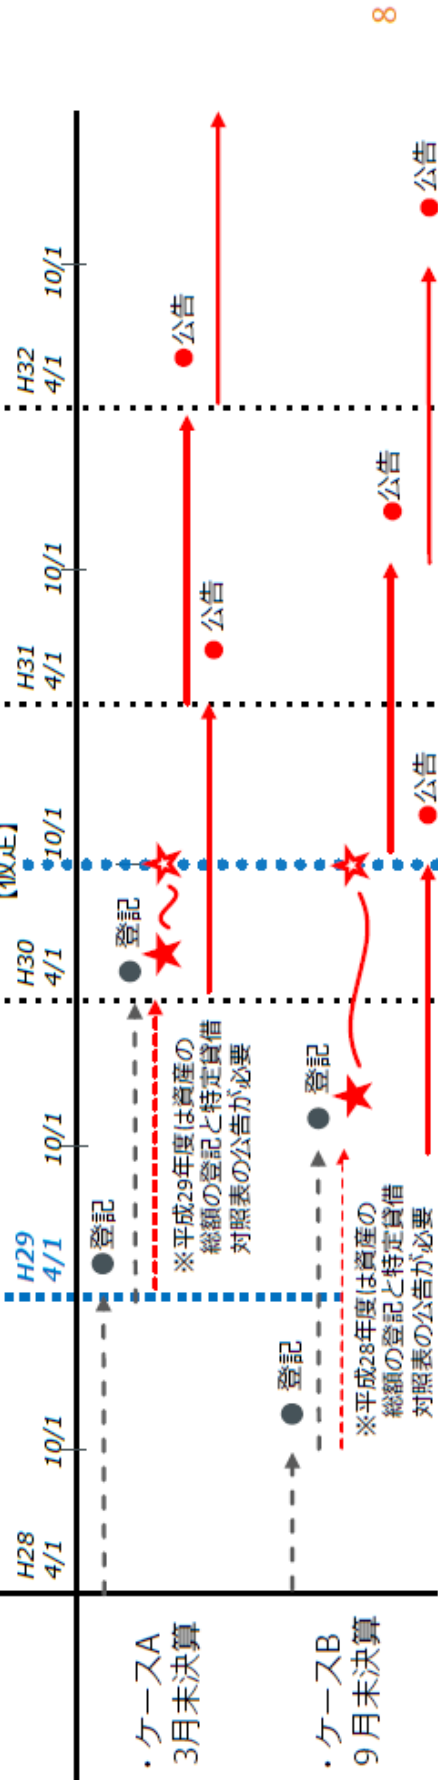 【仮定】
H28
4/1
10/1
H29
4/1
10/1
H30
4/1
10/1
H31
4/1
10/1
H32
4/1
10/1
・ケースA
3月末決算
登記
登記
※平成29年度は資産の
総額の登記と特定貸借
対照表の公告が必要
公告
公告
・ケースB
９月末決算
登記
登記
※平成28年度は資産の
総額の登記と特定貸借
対照表の公告が必要
公告
公告
公告
8